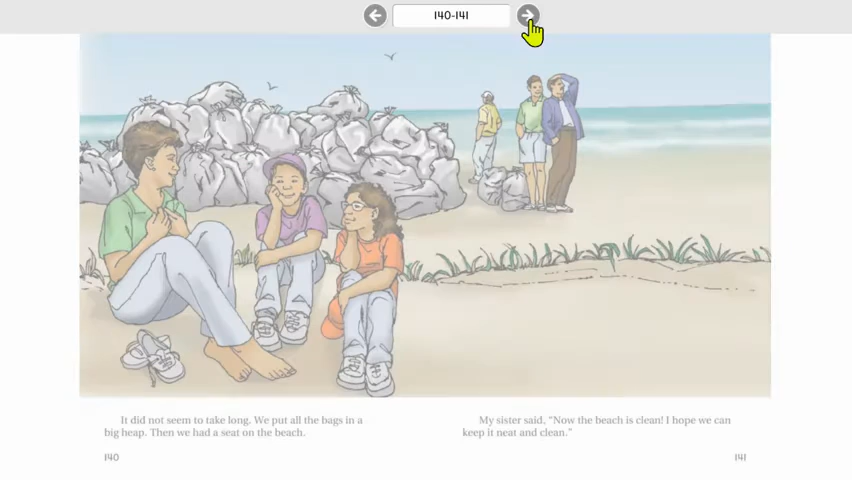 140-141
It did not seem to take long. We put all the bags in a
big heap. Then we had a seat on the beach.
140
My sister said, “Now the beach is clean! I hope we can
keep it neat and clean.”
141